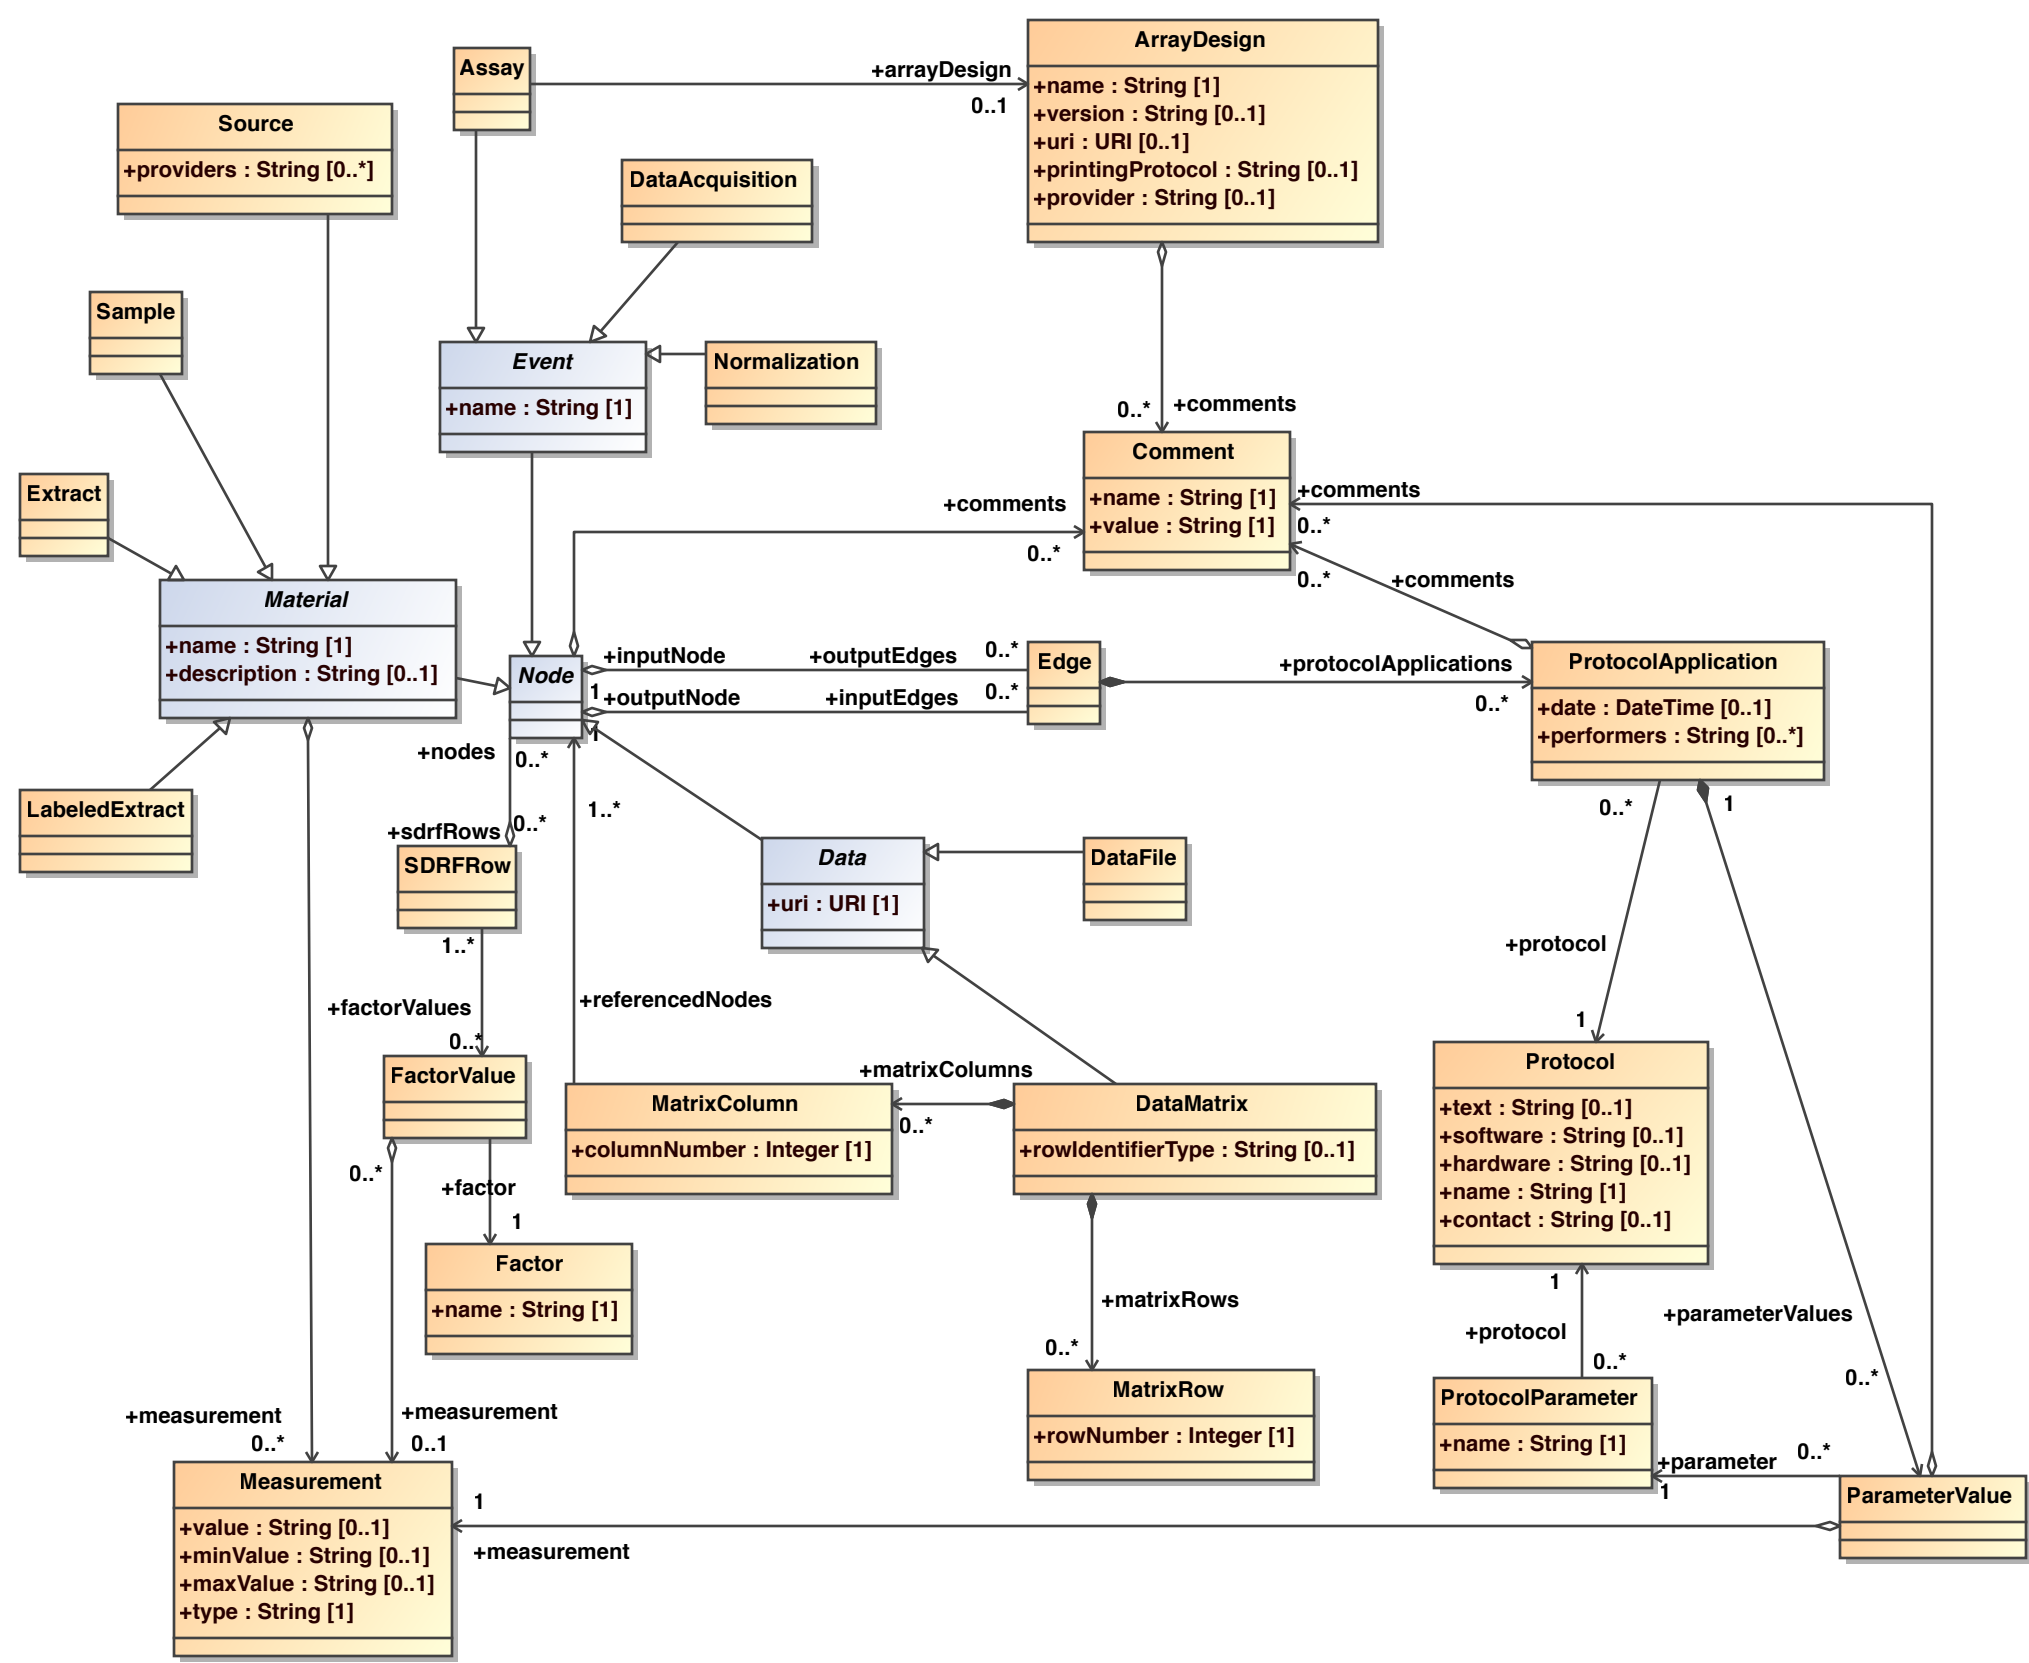 ArrayDesign
+name : String [1]
+version : String [0..1]
+uri : URI [0..1]
+printingProtocol : String [0..1]
+provider : String [0..1]
Assay
+arrayDesign
0..1
Source
+providers : String [0..*]
DataAcquisition
Sample
Event
+name : String [1]
Normalization
0..*
+comments
Comment
+name : String [1]
+value : String [1]
+comments
0..*
+comments
0..*
0..*
+comments
Extract
Material
+name : String [1]
+description : String [0..1]
Node
+inputNode
+outputEdges
0..*
1
+outputNode
+inputEdges
0..*
1
Edge
+protocolApplications
0..*
ProtocolApplication
+date : DateTime [0..1]
+performers : String [0..*]
+nodes
0..*
LabeledExtract
+sdrfRows
0..*
1..*
SDRFRow
1..*
Data
+uri : URI [1]
DataFile
0..*
1
+protocol
1
+factorValues
0..*
+referencedNodes
FactorValue
+matrixColumns
0..*
MatrixColumn
+columnNumber : Integer [1]
DataMatrix
+rowIdentifierType : String [0..1]
Protocol
+text : String [0..1]
+software : String [0..1]
+hardware : String [0..1]
+name : String [1]
+contact : String [0..1]
0..*
+factor
1
Factor
+name : String [1]
+matrixRows
0..*
1
+protocol
0..*
+parameterValues
0..*
MatrixRow
+rowNumber : Integer [1]
ProtocolParameter
+name : String [1]
+measurement
0..*
+measurement
0..1
+parameter
0..*
1
ParameterValue
Measurement
+value : String [0..1]
+minValue : String [0..1]
+maxValue : String [0..1]
+type : String [1]
1
+measurement